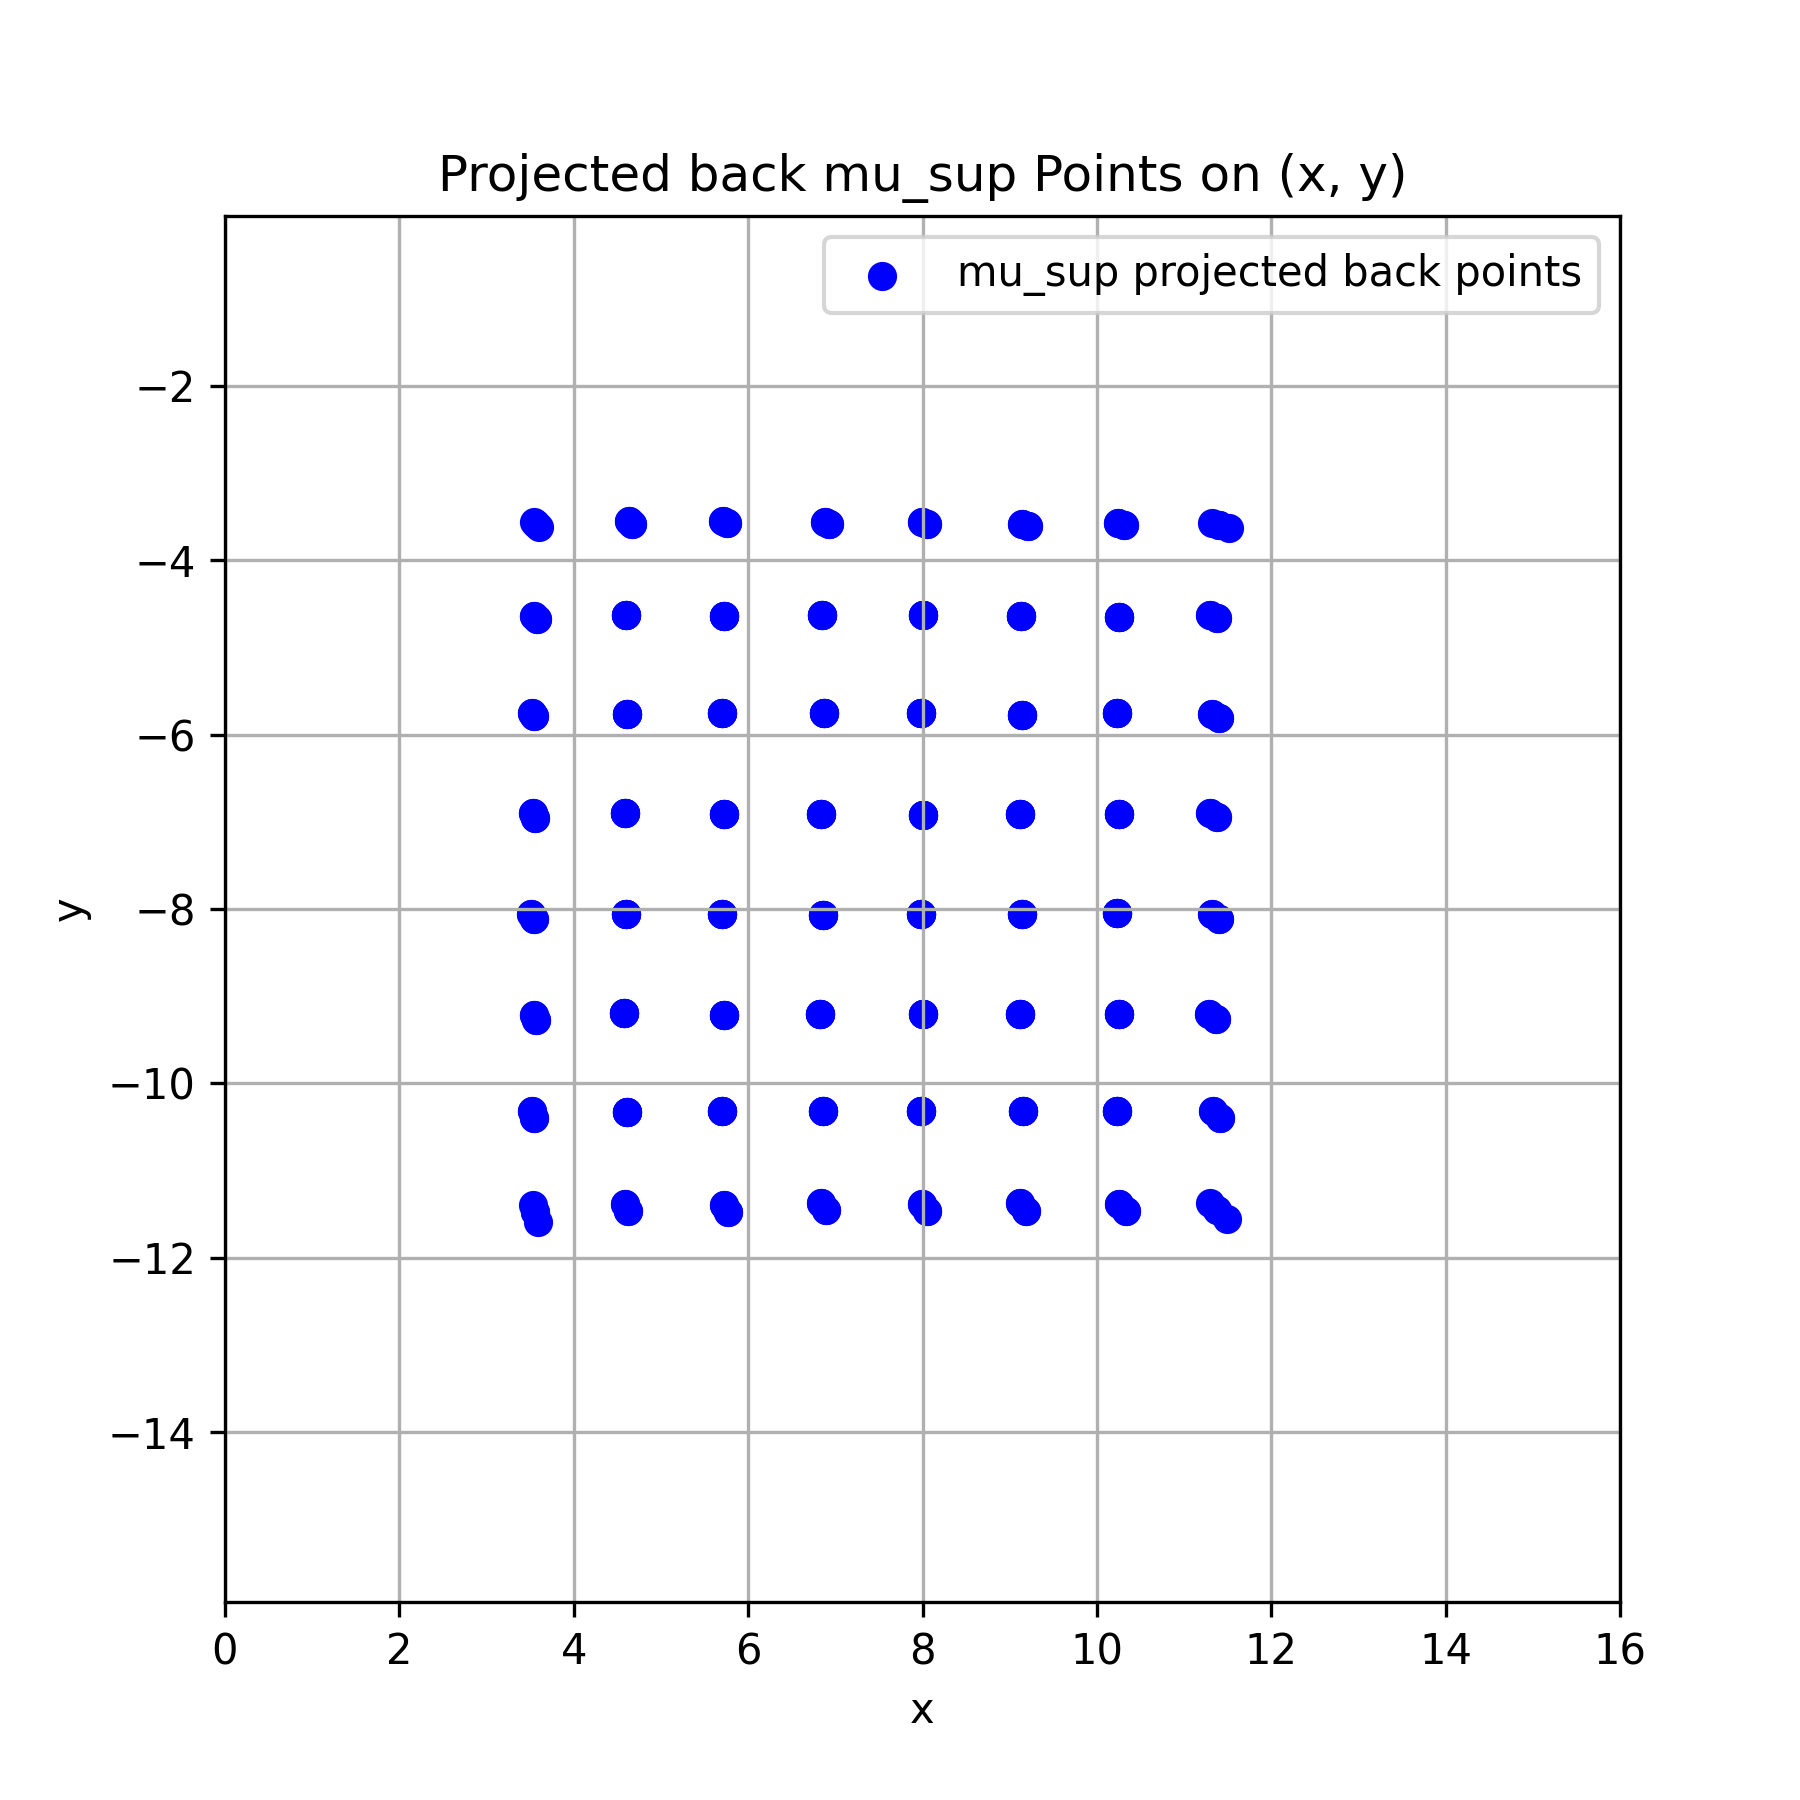 Projected back mu_sup Points on (x, y)
mu_sup projected back points
−2
−4
−6
−8
−10
−12
−14
y
0 2 4 6 8 10 12 14 16
x